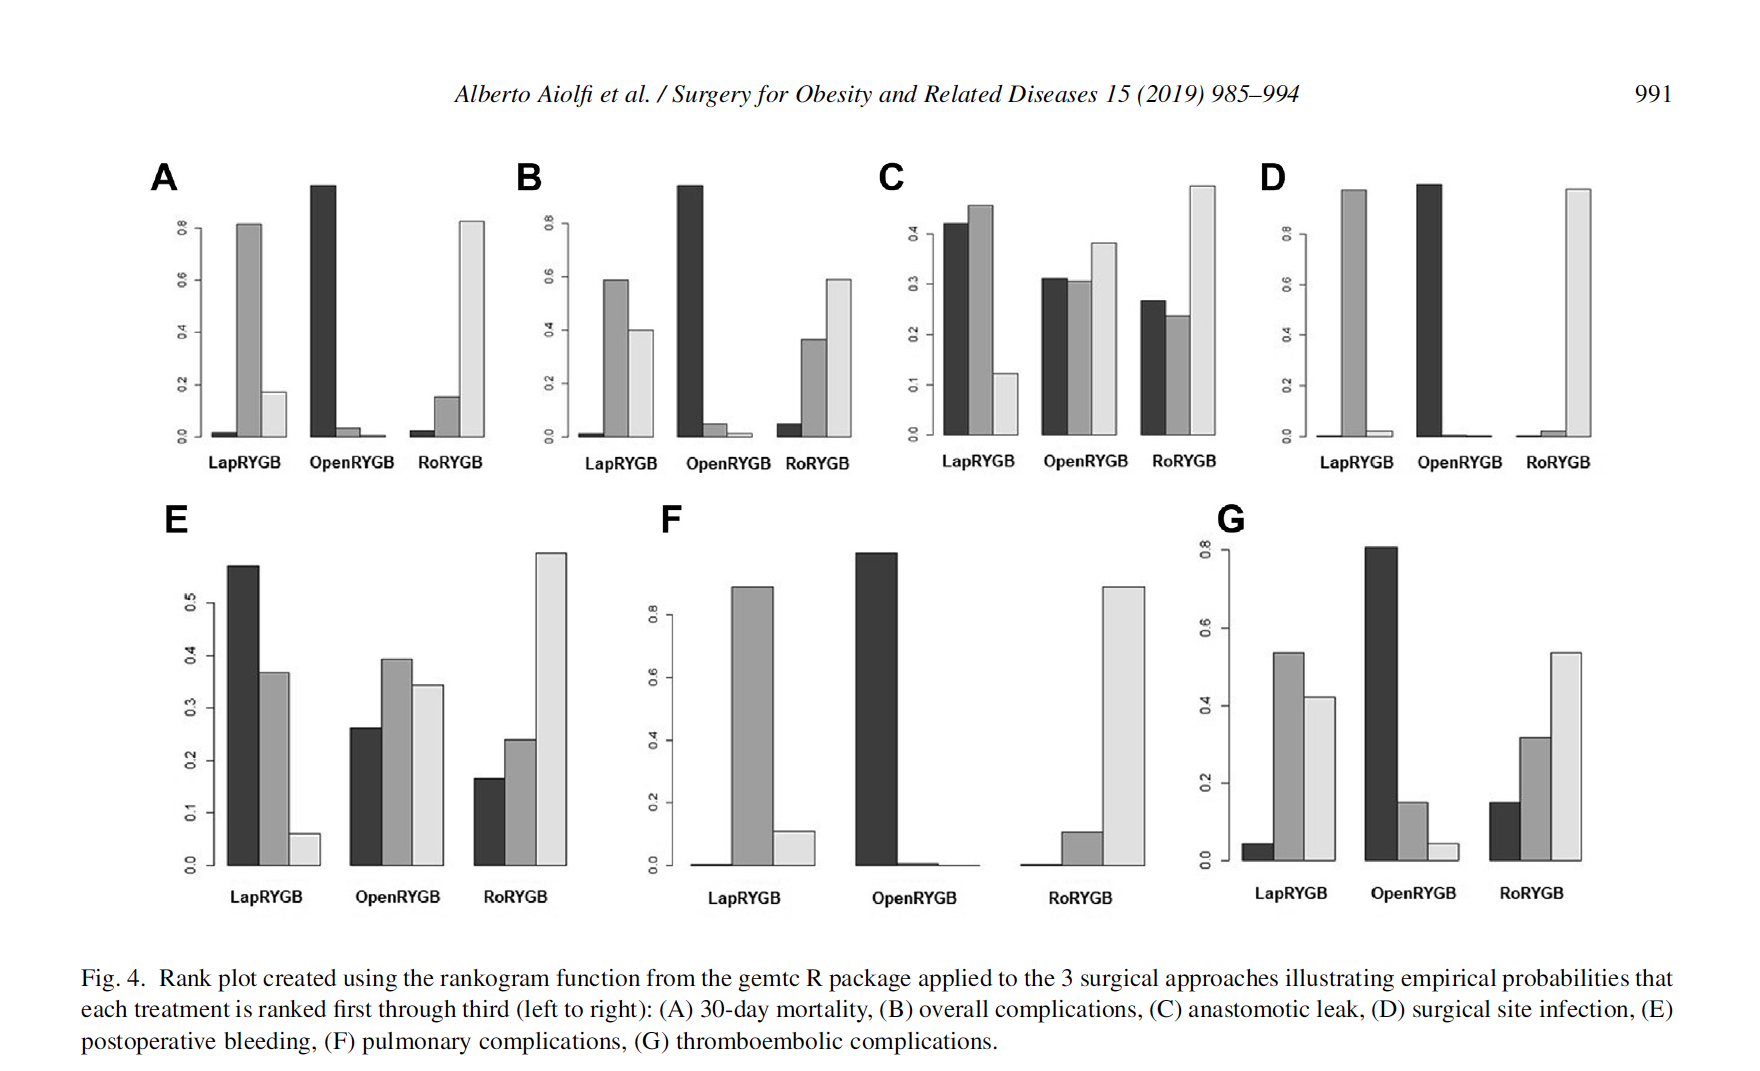 Alberto Aiolfi et al. / Surgery for Obesity and Related Diseases 15 (2019) 985–994 991
A B C D
0.8 0.6 0.4 0.2 0.0
LapRYGB OpenRYGB RoRYGB
0.8 0.6 0.4 0.2 0.0
LapRYGB OpenRYGB RoRYGB
0.4 0.3 0.2 0.1 0.0
LapRYGB OpenRYGB RoRYGB
0.8 0.6 0.4 0.2 0.0
LapRYGB OpenRYGB RoRYGB
E F G
0.5 0.4 0.3 0.2 0.1 0.0
LapRYGB OpenRYGB RoRYGB
0.8 0.6 0.4 0.2 0.0
LapRYGB OpenRYGB RoRYGB
0.8 0.6 0.4 0.2 0.0
LapRYGB OpenRYGB RoRYGB
Fig. 4. Rank plot created using the rankogram function from the gemtc R package applied to the 3 surgical approaches illustrating empirical probabilities that
each treatment is ranked first through third (left to right): (A) 30-day mortality, (B) overall complications, (C) anastomotic leak, (D) surgical site infection, (E)
postoperative bleeding, (F) pulmonary complications, (G) thromboembolic complications.